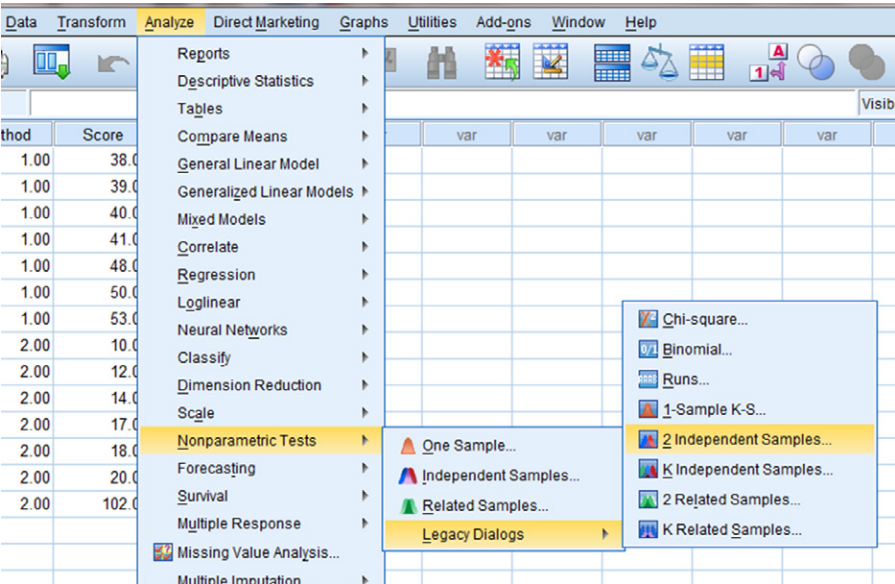 Data Transform Analyze Direct Marketing Graphs Utilities Add-ons Window Help
A
1
Visib
thod Score var var var var var
1.00 38.0
1.00 39.0
1.00 40.0
1.00 41.0
1.00 48.0
1.00 50.0
1.00 53.0
2.00 10.0
2.00 12.0
2.00 14.0
2.00 17.0
2.00 18.0
2.00 20.0
2.00 102.0
Reports
Descriptive Statistics
Tables
Compare Means
General Linear Model
Generalized Linear Models
Mixed Models
Correlate
Regression
Loglinear
Neural Networks
Classify
Dimension Reduction
Scale
Nonparametric Tests
Forecasting
Survival
Multiple Response
Missing Value Analysis...
Multiple Imputation
One Sample...
Independent Samples...
Related Samples...
Legacy Dialogs
Chi-square...
0/1 Binomial...
AAAB Runs...
1-Sample K-S...
2 Independent Samples...
K Independent Samples...
2 Related Samples...
K Related Samples...